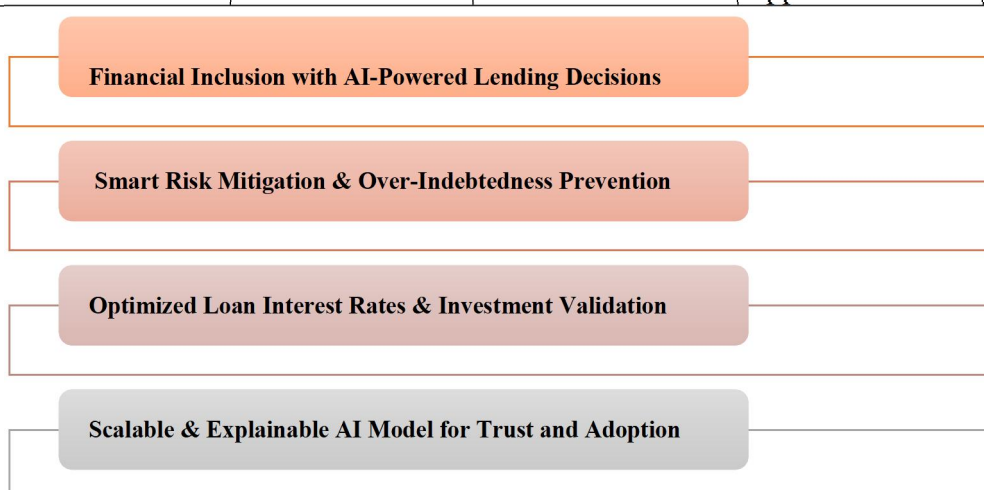 Financial Inclusion with AI-Powered Lending Decisions
Smart Risk Mitigation & Over-Indebtedness Prevention
Optimized Loan Interest Rates & Investment Validation
Scalable & Explainable AI Model for Trust and Adoption